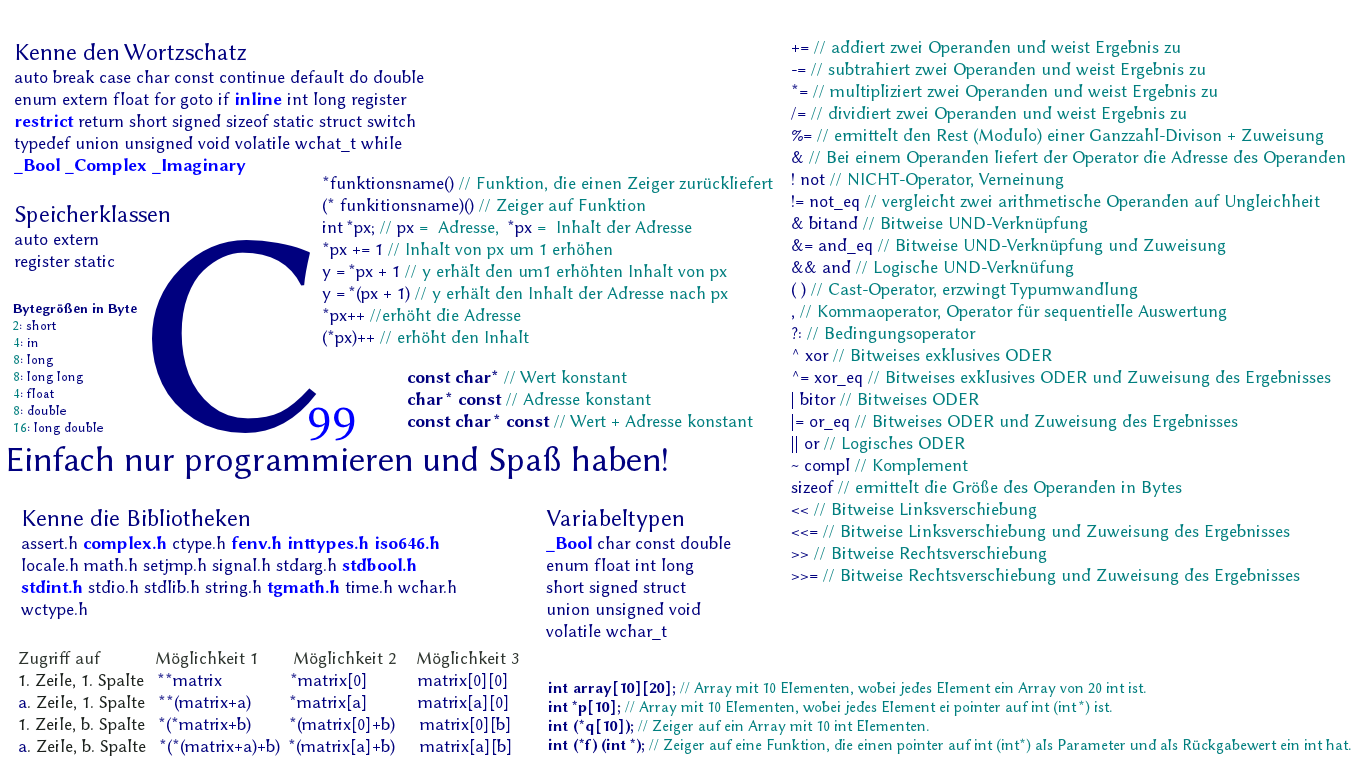 Kenne den Wortzschatz
auto break case char const continue default do double
enum extern float for goto if inline int long register
restrict return short signed sizeof static struct switch
typedef union unsigned void volatile wchat_t while
_Bool _Complex _Imaginary
Speicherklassen
auto extern
register static
Bytegrößen in Byte
2: short
4: in
8: long
8: long long
4: float
8: double
16: long double
C
99
*funktionsname() // Funktion, die einen Zeiger zurückliefert
(* funkitionsname)() // Zeiger auf Funktion
int *px; // px = Adresse, *px = Inhalt der Adresse
*px += 1 // Inhalt von px um 1 erhöhen
y = *px + 1 // y erhält den um1 erhöhten Inhalt von px
y = *(px + 1) // y erhält den Inhalt der Adresse nach px
*px++ //erhöht die Adresse
(*px)++ // erhöht den Inhalt
const char* // Wert konstant
char* const // Adresse konstant
const char* const // Wert + Adresse konstant
Einfach nur programmieren und Spaß haben!
Kenne die Bibliotheken
assert.h complex.h ctype.h fenv.h inttypes.h iso646.h
locale.h math.h setjmp.h signal.h stdarg.h stdbool.h
stdint.h stdio.h stdlib.h string.h tgmath.h time.h wchar.h
wctype.h
Variabeltypen
_Bool char const double
enum float int long
short signed struct
union unsigned void
volatile wchar_t
Zugriff auf Möglichkeit 1 Möglichkeit 2 Möglichkeit 3
1. Zeile, 1. Spalte **matrix *matrix[0] matrix[0][0]
a. Zeile, 1. Spalte **(matrix+a) *matrix[a] matrix[a][0]
1. Zeile, b. Spalte *(*matrix+b) *(matrix[0]+b) matrix[0][b]
a. Zeile, b. Spalte *(*(matrix+a)+b) *(matrix[a]+b) matrix[a][b]
+= // addiert zwei Operanden und weist Ergebnis zu
-= // subtrahiert zwei Operanden und weist Ergebnis zu
*= // multipliziert zwei Operanden und weist Ergebnis zu
/= // dividiert zwei Operanden und weist Ergebnis zu
%= // ermittelt den Rest (Modulo) einer Ganzzahl-Divison + Zuweisung
& // Bei einem Operanden liefert der Operator die Adresse des Operanden
! not // NICHT-Operator, Verneinung
!= not_eq // vergleicht zwei arithmetische Operanden auf Ungleichheit
& bitand // Bitweise UND-Verknüpfung
&= and_eq // Bitweise UND-Verknüpfung und Zuweisung
&& and // Logische UND-Verknüfung
( ) // Cast-Operator, erzwingt Typumwandlung
, // Kommaoperator, Operator für sequentielle Auswertung
?: // Bedingungsoperator
^ xor // Bitweises exklusives ODER
^= xor_eq // Bitweises exklusives ODER und Zuweisung des Ergebnisses
| bitor // Bitweises ODER
|= or_eq // Bitweises ODER und Zuweisung des Ergebnisses
|| or // Logisches ODER
~ compl // Komplement
sizeof // ermittelt die Größe des Operanden in Bytes
<< // Bitweise Linksverschiebung
<<= // Bitweise Linksverschiebung und Zuweisung des Ergebnisses
>> // Bitweise Rechtsverschiebung
>>= // Bitweise Rechtsverschiebung und Zuweisung des Ergebnisses
int array[10][20]; // Array mit 10 Elementen, wobei jedes Element ein Array von 20 int ist.
int *p[10]; // Array mit 10 Elementen, wobei jedes Element ei pointer auf int (int*) ist.
int (*q[10]); // Zeiger auf ein Array mit 10 int Elementen.
int (*f) (int *); // Zeiger auf eine Funktion, die einen pointer auf int (int*) als Parameter und als Rückgabewert ein int hat.